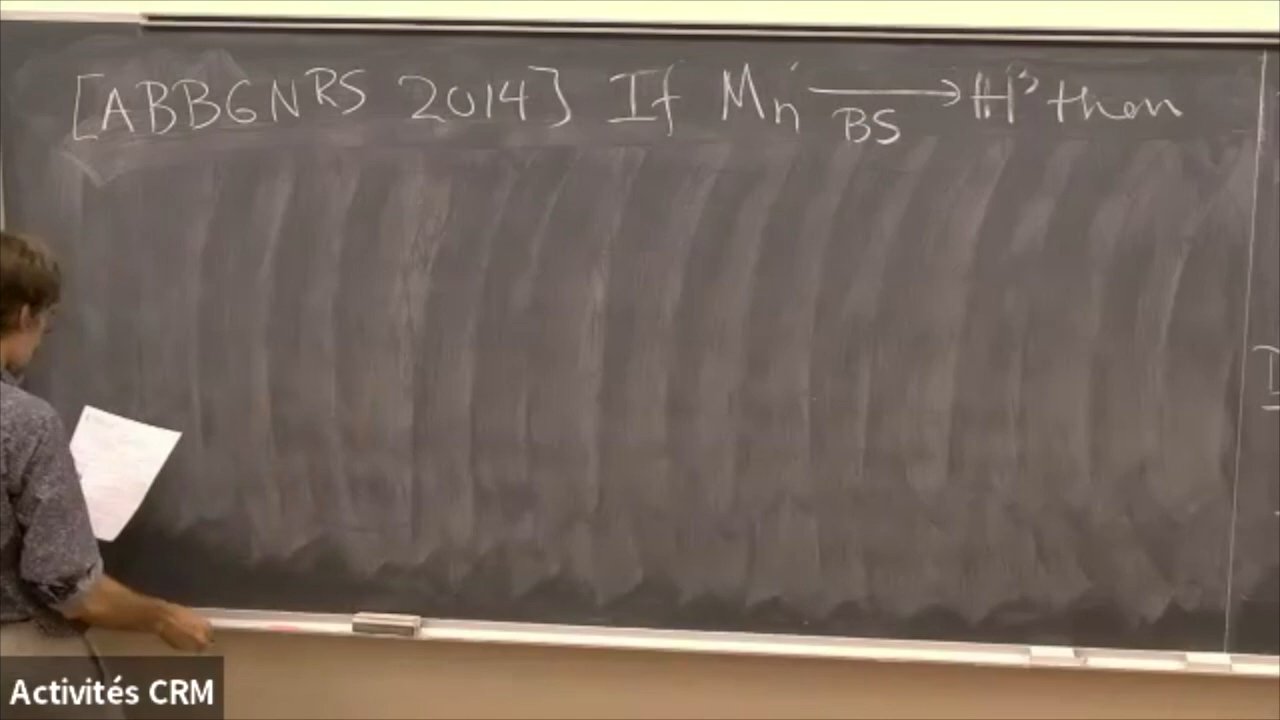 [ABBGNRS 2014] If Mn →BS ℍ³ then
Activités CRM